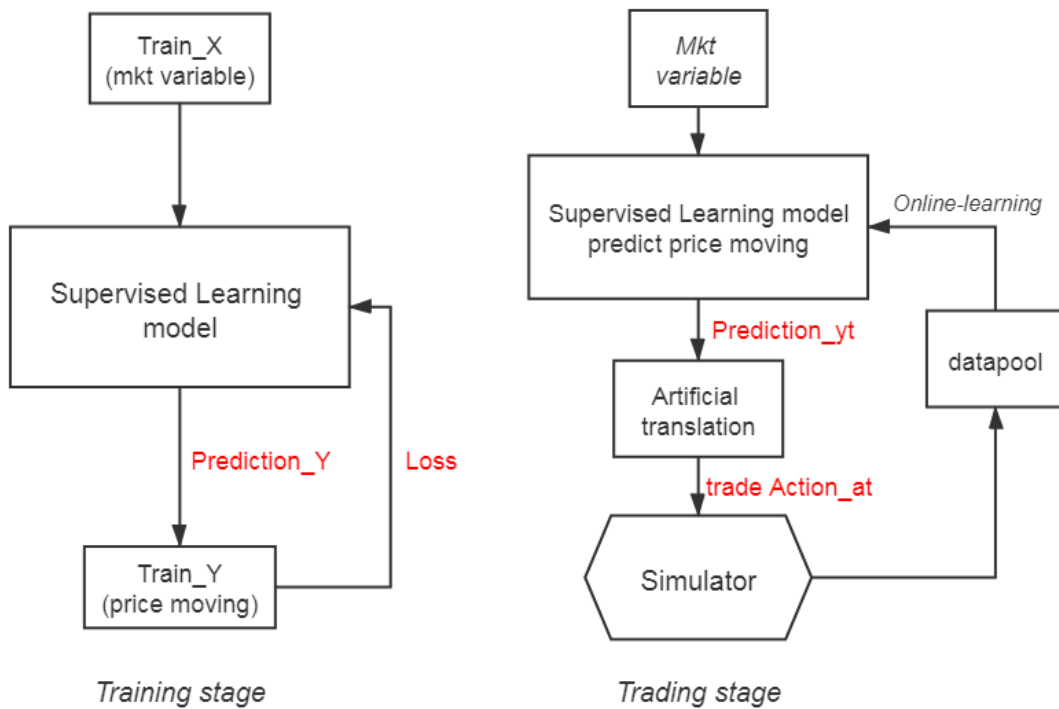 Train_X
(mkt variable)
Supervised Learning
model
Prediction_Y
Loss
Train_Y
(price moving)
Training stage
Mkt
variable
Supervised Learning model
predict price moving
Online-learning
Prediction_yt
datapool
Artificial
translation
trade Action_at
Simulator
Trading stage